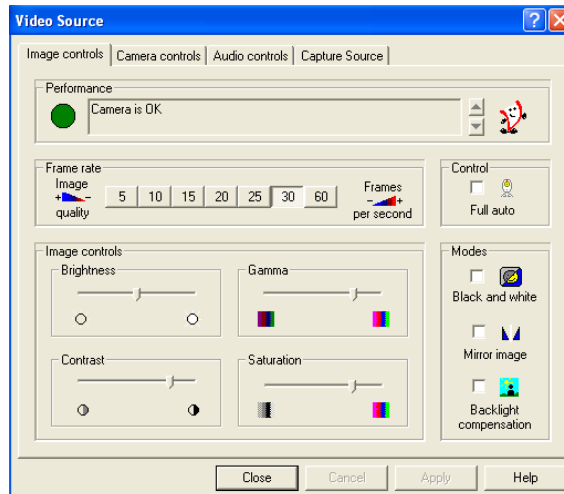 Video Source
Image controls Camera controls Audio controls Capture Source
Performance
Camera is OK
Frame rate
Image
+ -
quality
5 10 15 20 25 30 60
Frames
- +
per second
Control
Full auto
Image controls
Brightness
Gamma
Contrast
Saturation
Modes
Black and white
Mirror image
Backlight
compensation
Close Cancel Apply Help